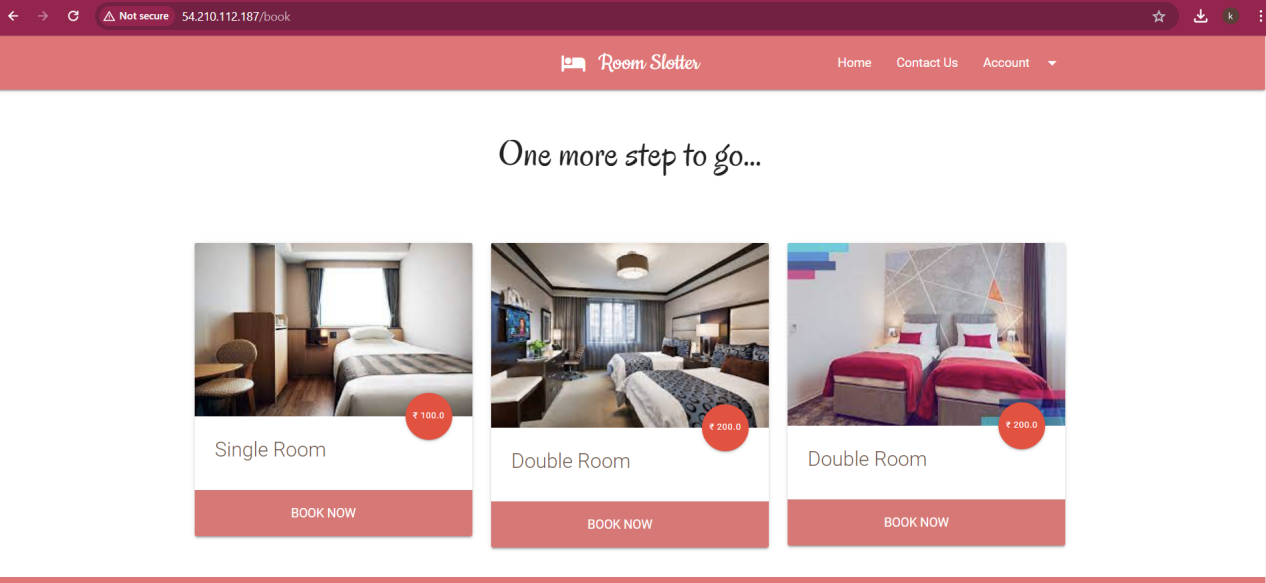 Not secure 54.210.112.187/book k
Room Slotter Home Contact Us Account
One more step to go...
₹ 100.0 ₹ 200.0 ₹ 200.0
Single Room Double Room Double Room
BOOK NOW BOOK NOW BOOK NOW